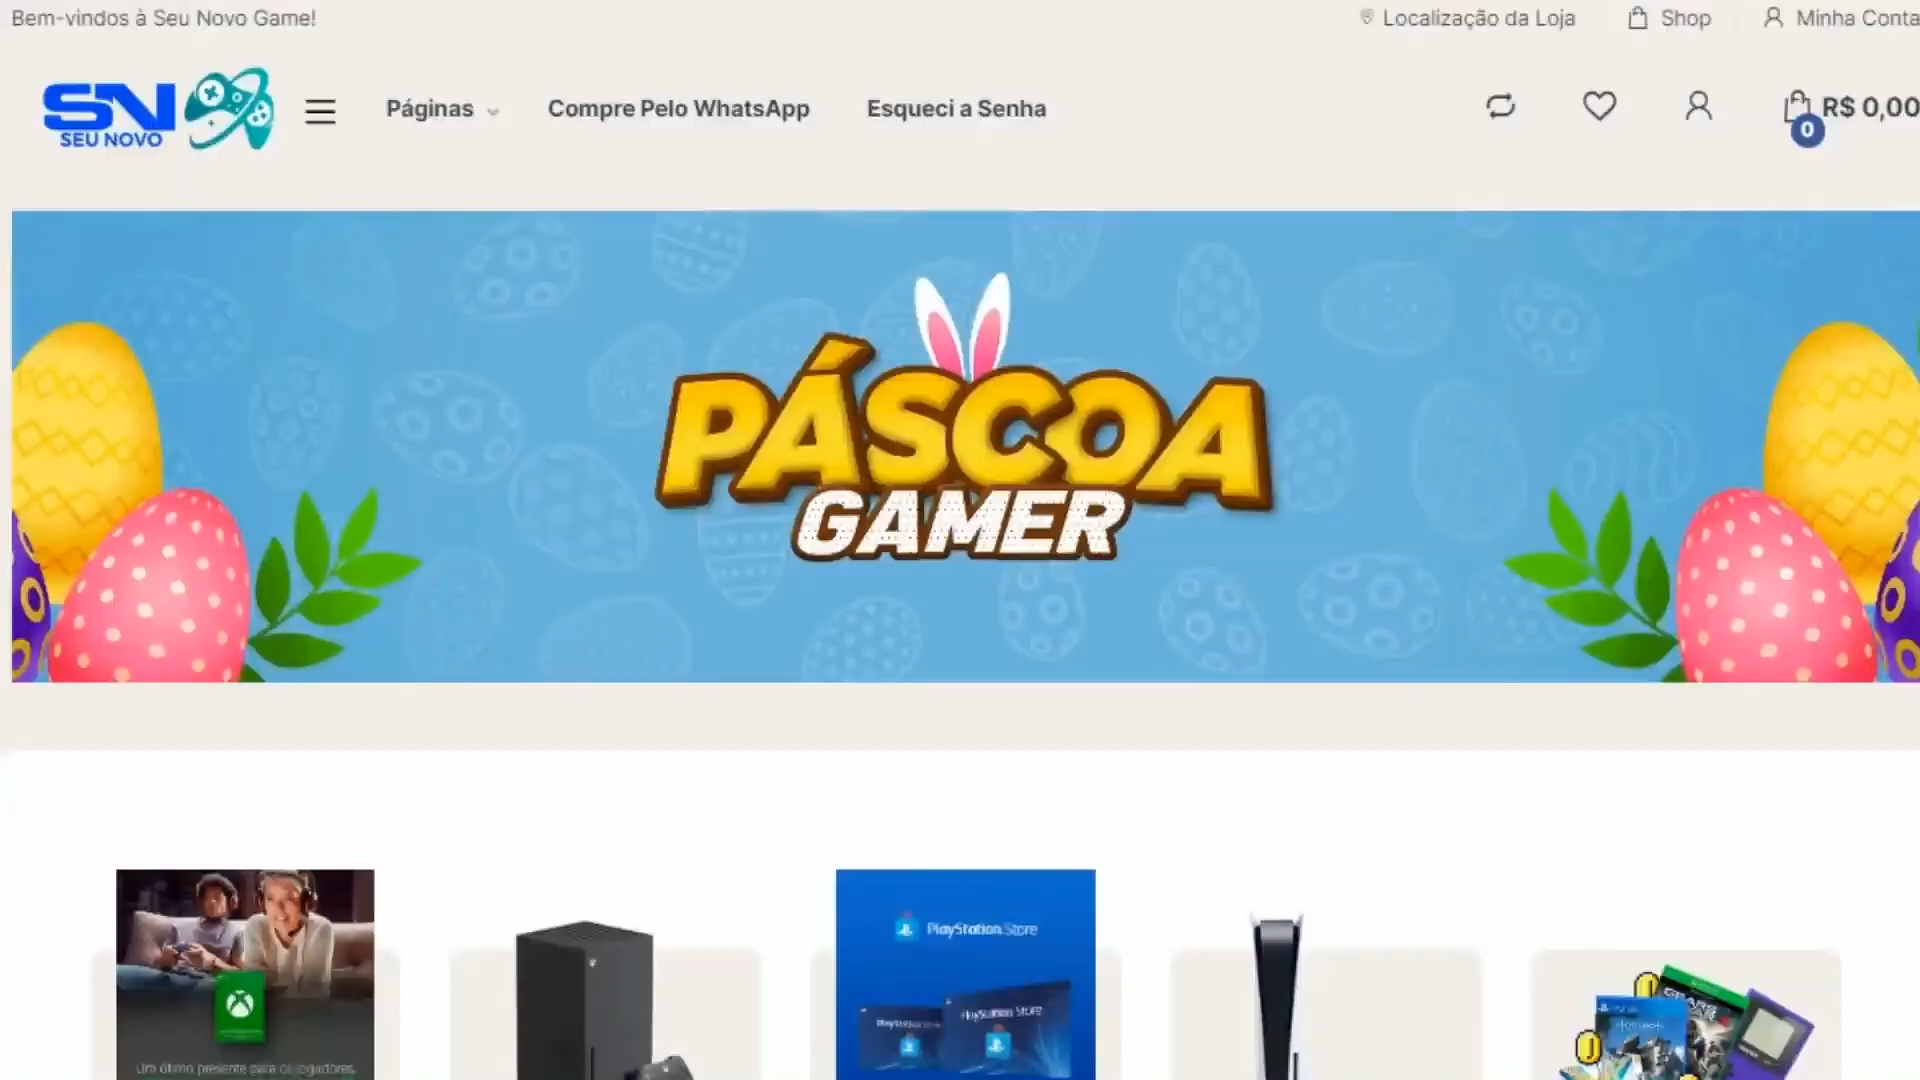 Bem-vindos à Seu Novo Game!
Localização da Loja
Shop
Minha Conta
SN
SEU NOVO
Páginas
Compre Pelo WhatsApp
Esqueci a Senha
R$ 0,00
0
PÁSCOA
GAMER
PlayStation Store
PlayStation Store
GEARS
Um ótimo presente para os jogadores.